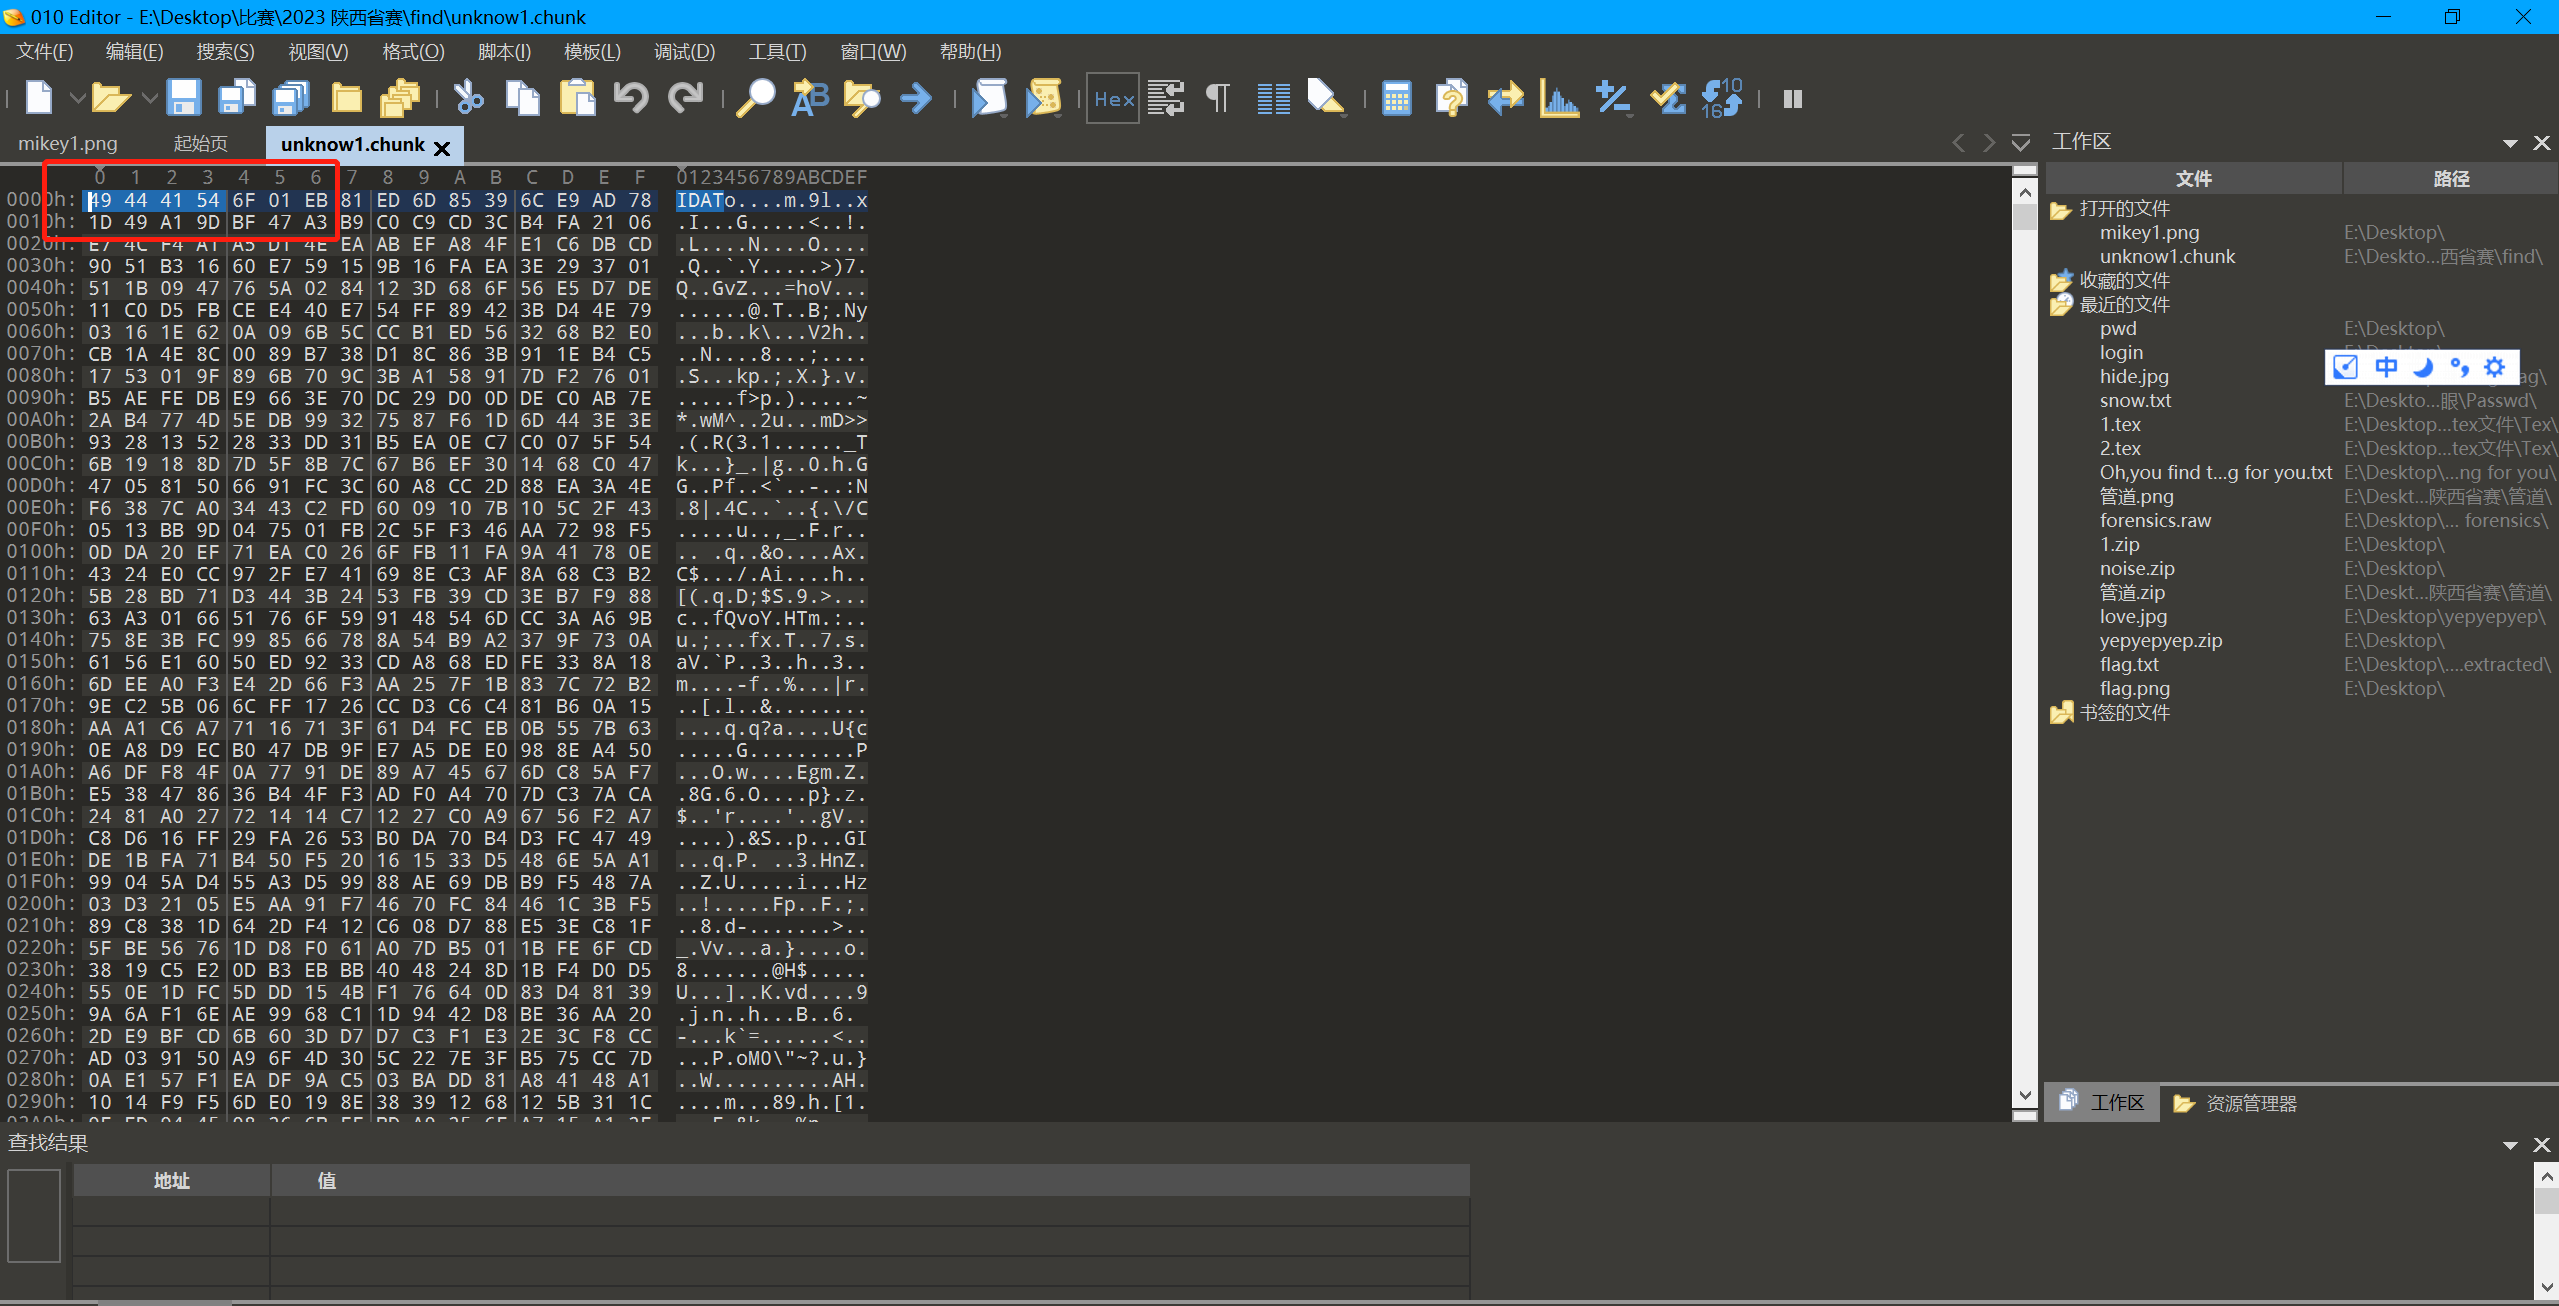 010 Editor - E:\Desktop\比赛\2023 陕西省赛\find\unknow1.chunk
文件(F) 编辑(E) 搜索(S) 视图(V) 格式(O) 脚本(I) 模板(L) 调试(D) 工具(T) 窗口(W) 帮助(H)
Hex
mikey1.png 起始页 unknow1.chunk
0 1 2 3 4 5 6 7 8 9 A B C D E F 0123456789ABCDEF
0000h: 49 44 41 54 6F 01 EB 81 ED 6D 85 39 6C E9 AD 78 IDATo....m.9l..x
0010h: 1D 49 A1 9D BF 47 A3 B9 C0 C9 CD 3C B4 FA 21 06 .I...G.....<..!.
0020h: E7 4C F4 A1 A5 D1 4E EA AB EF A8 4F E1 C6 DB CD .L....N....O....
0030h: 90 51 B3 16 60 E7 59 15 9B 16 FA EA 3E 29 37 01 .Q..`.Y.....>)7.
0040h: 51 1B 09 47 76 5A 02 84 12 3D 68 6F 56 E5 D7 DE Q..GvZ...=hoV...
0050h: 11 C0 D5 FB CE E4 40 E7 54 FF 89 42 3B D4 4E 79 ......@.T..B;.Ny
0060h: 03 16 1E 62 0A 09 6B 5C CC B1 ED 56 32 68 B2 E0 ...b..k\...V2h..
0070h: CB 1A 4E 8C 00 89 B7 38 D1 8C 86 3B 91 1E B4 C5 ..N....8...;....
0080h: 17 53 01 9F 89 6B 70 9C 3B A1 58 91 7D F2 76 01 .S...kp.;.X.}.v.
0090h: B5 AE FE DB E9 66 3E 70 DC 29 D0 0D DE C0 AB 7E .....f>p.).....~
00A0h: 2A B4 77 4D 5E DB 99 32 75 87 F6 1D 6D 44 3E 3E *.wM^..2u...mD>>
00B0h: 93 28 13 52 28 33 DD 31 B5 EA 0E C7 C0 07 5F 54 .(.R(3.1......_T
00C0h: 6B 19 18 8D 7D 5F 8B 7C 67 B6 EF 30 14 68 C0 47 k...}_.|g..0.h.G
00D0h: 47 05 81 50 66 91 FC 3C 60 A8 CC 2D 88 EA 3A 4E G..Pf..<`..-..:N
00E0h: F6 38 7C A0 34 43 C2 FD 60 09 10 7B 10 5C 2F 43 .8|.4C..`..{.\/C
00F0h: 05 13 BB 9D 04 75 01 FB 2C 5F F3 46 AA 72 98 F5 .....u..,_.F.r..
0100h: 0D DA 20 EF 71 EA C0 26 6F FB 11 FA 9A 41 78 0E .. .q..&o....Ax.
0110h: 43 24 E0 CC 97 2F E7 41 69 8E C3 AF 8A 68 C3 B2 C$.../.Ai....h..
0120h: 5B 28 BD 71 D3 44 3B 24 53 FB 39 CD 3E B7 F9 88 [(.q.D;$S.9.>...
0130h: 63 A3 01 66 51 76 6F 59 91 48 54 6D CC 3A A6 9B c..fQvoY.HTm.:..
0140h: 75 8E 3B FC 99 85 66 78 8A 54 B9 A2 37 9F 73 0A u.;...fx.T..7.s.
0150h: 61 56 E1 60 50 ED 92 33 CD A8 68 ED FE 33 8A 18 aV.`P..3..h..3..
0160h: 6D EE A0 F3 E4 2D 66 F3 AA 25 7F 1B 83 7C 72 B2 m....-f..%...|r.
0170h: 9E C2 5B 06 6C FF 17 26 CC D3 C6 C4 81 B6 0A 15 ..[.l..&........
0180h: AA A1 C6 A7 71 16 71 3F 61 D4 FC EB 0B 55 7B 63 ....q.q?a....U{c
0190h: 0E A8 D9 EC B0 47 DB 9F E7 A5 DE E0 98 8E A4 50 .....G.........P
01A0h: A6 DF F8 4F 0A 77 91 DE 89 A7 45 67 6D C8 5A F7 ...O.w....Egm.Z.
01B0h: E5 38 47 86 36 B4 4F F3 AD F0 A4 70 7D C3 7A CA .8G.6.O....p}.z.
01C0h: 24 81 A0 27 72 14 14 C7 12 27 C0 A9 67 56 F2 A7 $..'r....'..gV..
01D0h: C8 D6 16 FF 29 FA 26 53 B0 DA 70 B4 D3 FC 47 49 ....).&S..p...GI
01E0h: DE 1B FA 71 B4 50 F5 20 16 15 33 D5 48 6E 5A A1 ...q.P. ..3.HnZ.
01F0h: 99 04 5A D4 55 A3 D5 99 88 AE 69 DB B9 F5 48 7A ..Z.U.....i...Hz
0200h: 03 D3 21 05 E5 AA 91 F7 46 70 FC 84 46 1C 3B F5 ..!.....Fp..F.;.
0210h: 89 C8 38 1D 64 2D F4 12 C6 08 D7 88 E5 3E C8 1F ..8.d-.......>..
0220h: 5F BE 56 76 1D D8 F0 61 A0 7D B5 01 1B FE 6F CD _.Vv...a.}....o.
0230h: 38 19 C5 E2 0D B3 EB BB 40 48 24 8D 1B F4 D0 D5 8.......@H$.....
0240h: 55 0E 1D FC 5D DD 15 4B F1 76 64 0D 83 D4 81 39 U...]..K.vd....9
0250h: 9A 6A F1 6E AE 99 68 C1 1D 94 42 D8 BE 36 AA 20 .j.n..h...B..6.
0260h: 2D E9 BF CD 6B 60 3D D7 D7 C3 F1 E3 2E 3C F8 CC -...k`=......<..
0270h: AD 03 91 50 A9 6F 4D 30 5C 22 7E 3F B5 75 CC 7D ...P.oM0\"~?.u.}
0280h: 0A E1 57 F1 EA DF 9A C5 03 BA DD 81 A8 41 48 A1 ..W..........AH.
0290h: 10 14 F9 F5 6D E0 19 8E 38 39 12 68 12 5B 31 1C ....m...89.h.[1.
工作区
文件 路径
打开的文件
mikey1.png E:\Desktop\
unknow1.chunk E:\Deskto...西省赛\find\
收藏的文件
最近的文件
pwd E:\Desktop\
login
中
hide.jpg ag\
snow.txt E:\Deskto...眼\Passwd\
1.tex E:\Desktop...tex文件\Tex\
2.tex E:\Desktop...tex文件\Tex\
Oh,you find t...g for you.txt E:\Desktop\...ng for you\
管道.png E:\Deskt...陕西省赛\管道\
forensics.raw E:\Desktop\... forensics\
1.zip E:\Desktop\
noise.zip E:\Desktop\
管道.zip E:\Deskt...陕西省赛\管道\
love.jpg E:\Desktop\yepyepyep\
yepyepyep.zip E:\Desktop\
flag.txt E:\Desktop\....extracted\
flag.png E:\Desktop\
书签的文件
工作区 资源管理器
查找结果
地址 值